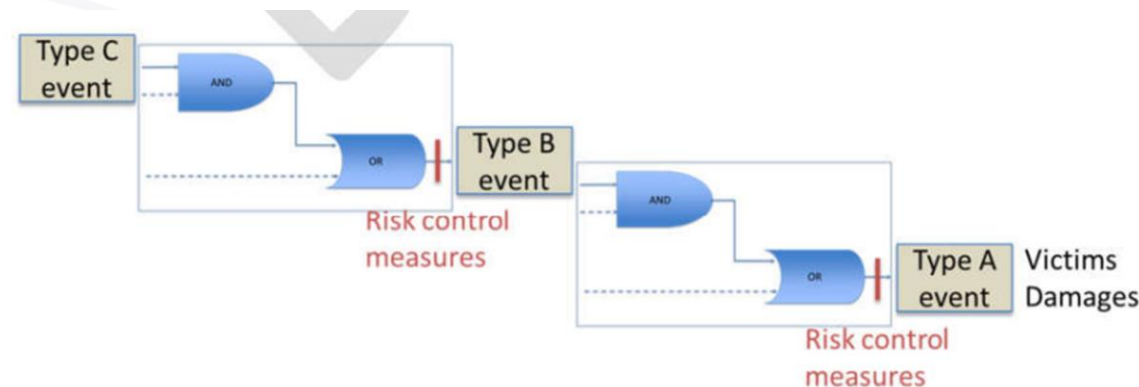 Type C
event
AND
OR
Type B
event
Risk control
measures
AND
OR
Type A
event
Victims
Damages
Risk control
measures